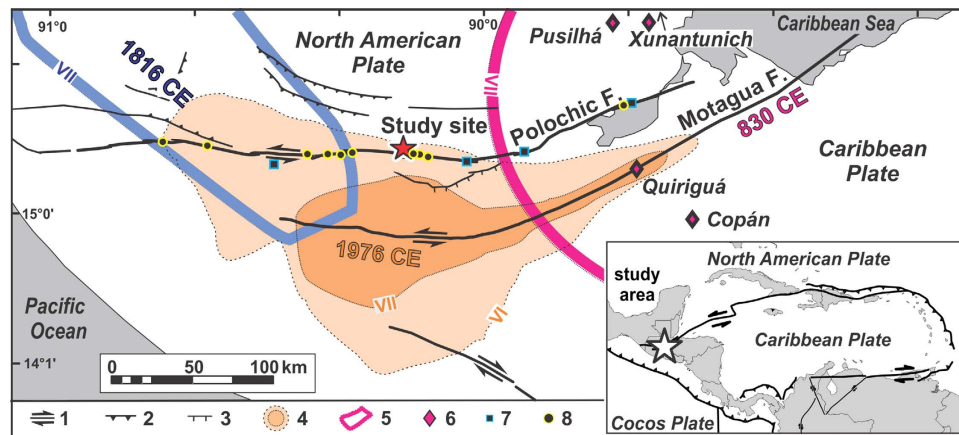 91°0
90°0
Caribbean Sea
Pusilhá
Xunantunich
North American
Plate
VII
1816 CE
VII
Polochic F.
Motagua F.
830 CE
Study site
Caribbean
Plate
Quiriguá
15°0'
Copán
1976 CE
North American Plate
study
area
Pacific
Ocean
VII
VI
Caribbean Plate
14°1'
0
50
100 km
Cocos Plate
1
2
3
4
5
6
7
8